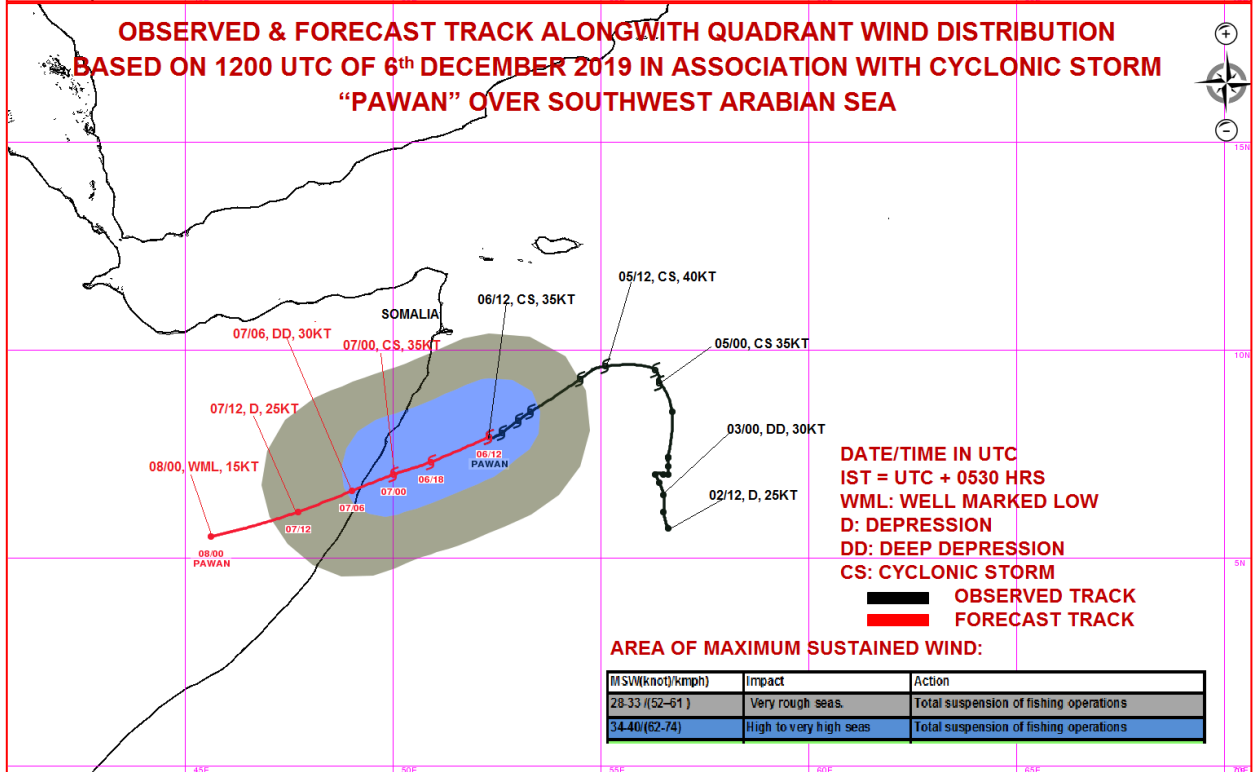 OBSERVED & FORECAST TRACK ALONGWITH QUADRANT WIND DISTRIBUTION
BASED ON 1200 UTC OF 6th DECEMBER 2019 IN ASSOCIATION WITH CYCLONIC STORM
“PAWAN” OVER SOUTHWEST ARABIAN SEA
+
−
15N
05/12, CS, 40KT
06/12, CS, 35KT
SOMALIA
07/06, DD, 30KT
07/00, CS, 35KT
05/00, CS 35KT
10N
07/12, D, 25KT
03/00, DD, 30KT
08/00, WML, 15KT
06/12
PAWAN
06/18
07/00
07/06
02/12, D, 25KT
07/12
08/00
PAWAN
5N
DATE/TIME IN UTC
IST = UTC + 0530 HRS
WML: WELL MARKED LOW
D: DEPRESSION
DD: DEEP DEPRESSION
CS: CYCLONIC STORM
OBSERVED TRACK
FORECAST TRACK
AREA OF MAXIMUM SUSTAINED WIND:
MSW(knot)/kmph) Impact Action
28-33 /(52–61 ) Very rough seas. Total suspension of fishing operations
34-40/(62-74) High to very high seas Total suspension of fishing operations
45E 50E 55E 60E 65E 70E